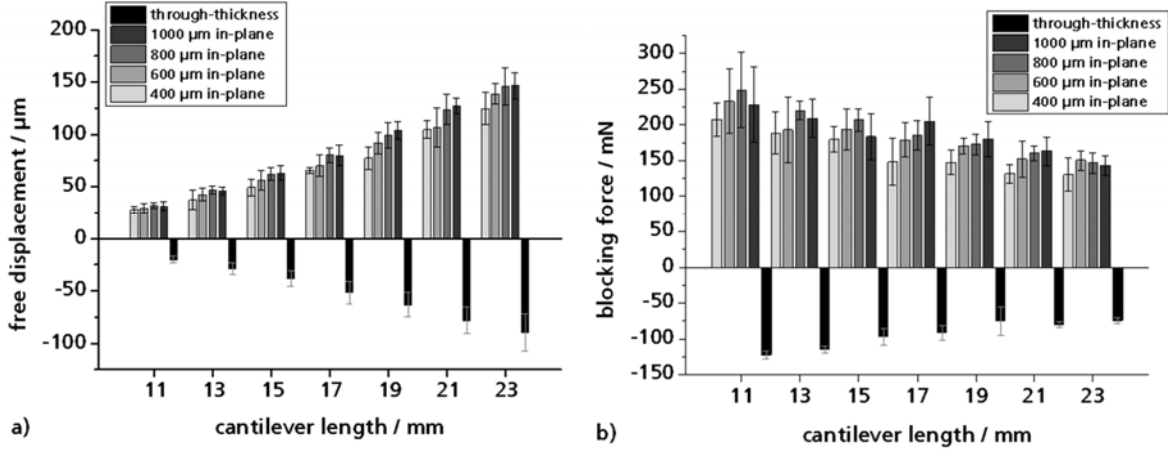 through-thickness
1000 µm in-plane
800 µm in-plane
600 µm in-plane
400 µm in-plane
200
150
100
50
0
-50
-100
free displacement / µm
11 13 15 17 19 21 23
cantilever length / mm
a)
through-thickness
1000 µm in-plane
800 µm in-plane
600 µm in-plane
400 µm in-plane
300
250
200
150
100
50
0
-50
-100
-150
blocking force / mN
11 13 15 17 19 21 23
cantilever length / mm
b)